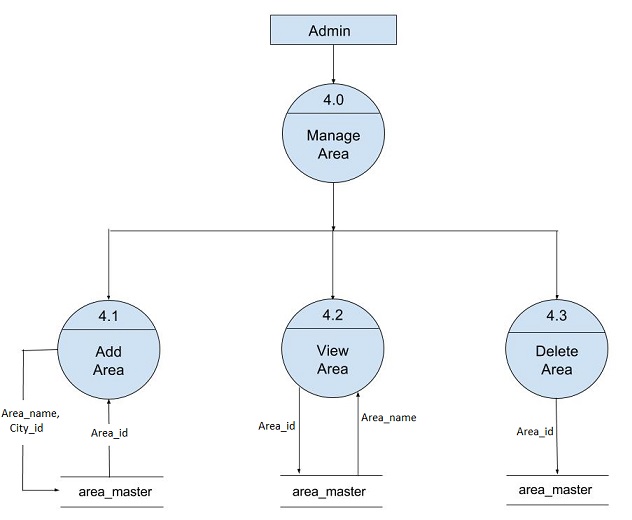 Admin
4.0
Manage
Area
4.1
Add
Area
4.2
View
Area
4.3
Delete
Area
Area_name,
City_id
Area_id
Area_id
Area_name
Area_id
area_master
area_master
area_master